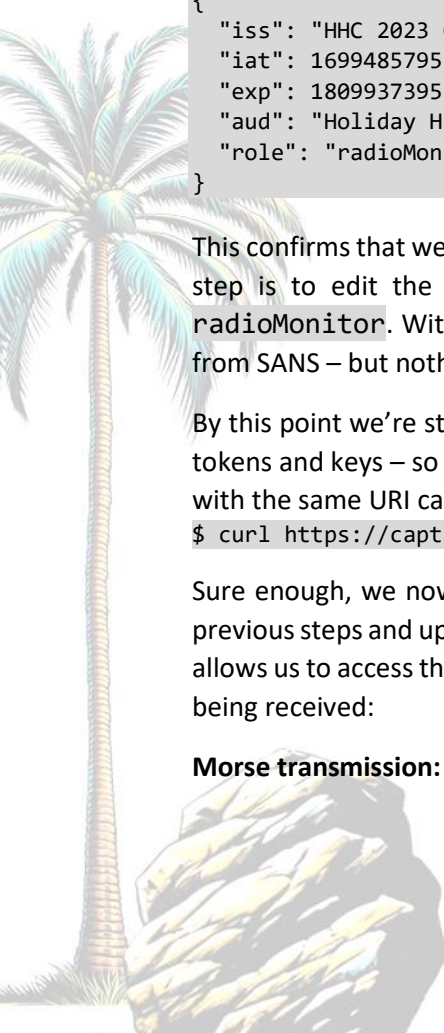 {
"iss": "HHC 2023
"iat": 1699485795
"exp": 1809937395
"aud": "Holiday H
"role": "radioMon
}
This confirms that we
step is to edit the
radioMonitor. Wit
from SANS – but noth
By this point we're st
tokens and keys – so
with the same URI ca
$ curl https://capt
Sure enough, we now
previous steps and up
allows us to access th
being received:
Morse transmission: